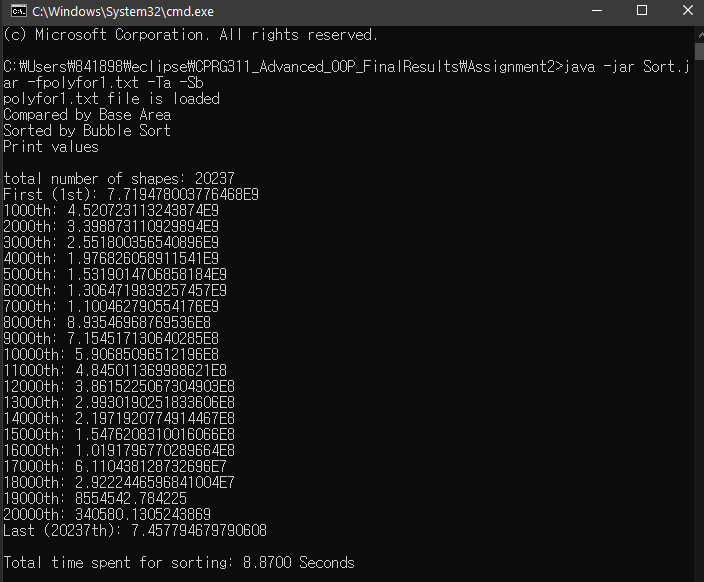 C:\Windows\System32\cmd.exe
(c) Microsoft Corporation. All rights reserved.
C:₩Users₩841898₩eclipse₩CPRG311_Advanced_OOP_FinalResults₩Assignment2>java -jar Sort.j
ar -fpolyfor1.txt -Ta -Sb
polyfor1.txt file is loaded
Compared by Base Area
Sorted by Bubble Sort
Print values
total number of shapes: 20237
First (1st): 7.719478003776468E9
1000th: 4.520723113243874E9
2000th: 3.398873110929894E9
3000th: 2.551800356540896E9
4000th: 1.976826058911541E9
5000th: 1.5319014706858184E9
6000th: 1.3064719839257457E9
7000th: 1.100462790554176E9
8000th: 8.93546968769536E8
9000th: 7.154517130640285E8
10000th: 5.90685096512196E8
11000th: 4.845011369988621E8
12000th: 3.8615225067304903E8
13000th: 2.9930190251833606E8
14000th: 2.1971920774914467E8
15000th: 1.5476208310016066E8
16000th: 1.0191796770289664E8
17000th: 6.110438128732696E7
18000th: 2.9222446596841004E7
19000th: 8554542.784225
20000th: 340580.1305243869
Last (20237th): 7.457794679790608
Total time spent for sorting: 8.8700 Seconds